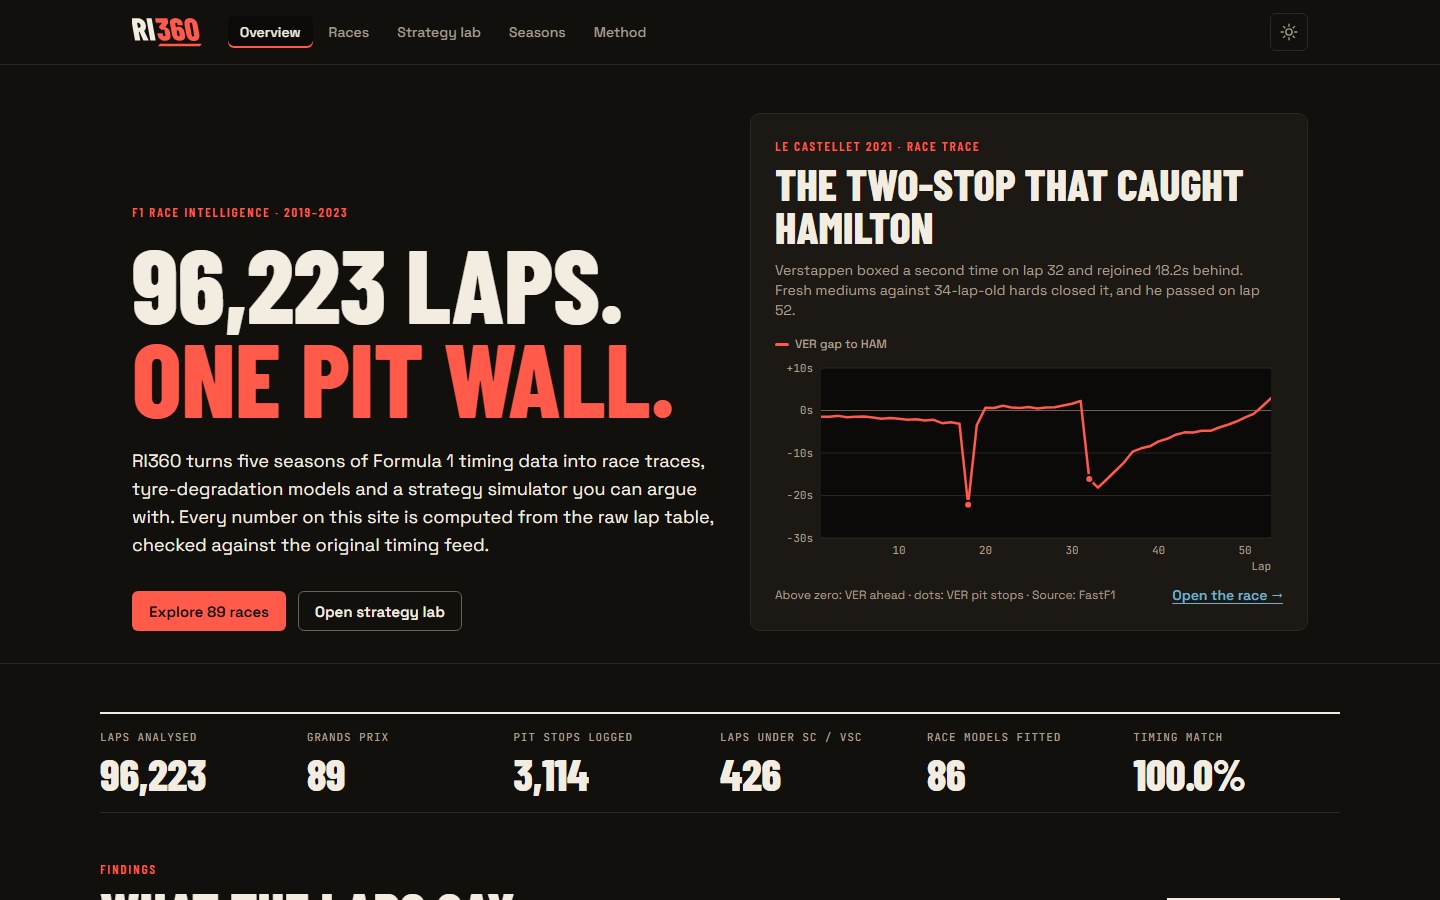 RI360
Overview
Races
Strategy lab
Seasons
Method
F1 RACE INTELLIGENCE · 2019–2023
96,223 LAPS.
ONE PIT WALL.
RI360 turns five seasons of Formula 1 timing data into race traces,
tyre-degradation models and a strategy simulator you can argue
with. Every number on this site is computed from the raw lap table,
checked against the original timing feed.
Explore 89 races
Open strategy lab
LE CASTELLET 2021 · RACE TRACE
THE TWO-STOP THAT CAUGHT
HAMILTON
Verstappen boxed a second time on lap 32 and rejoined 18.2s behind.
Fresh mediums against 34-lap-old hards closed it, and he passed on lap
52.
VER gap to HAM
+10s
0s
-10s
-20s
-30s
10
20
30
40
50
Lap
Above zero: VER ahead · dots: VER pit stops · Source: FastF1
Open the race →
LAPS ANALYSED
96,223
GRANDS PRIX
89
PIT STOPS LOGGED
3,114
LAPS UNDER SC / VSC
426
RACE MODELS FITTED
86
TIMING MATCH
100.0%
FINDINGS
WHAT THE LAPS SAY